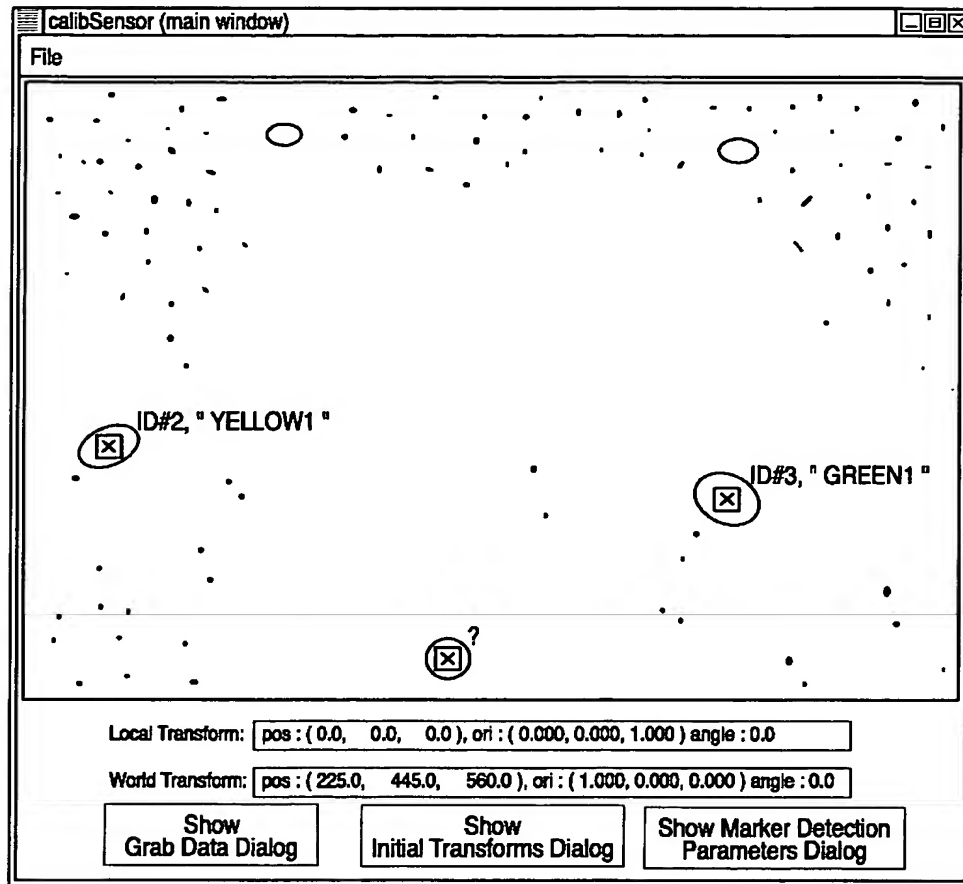 calibSensor (main window)
File
ID#2, " YELLOW1 "
ID#3, " GREEN1 "
?
Local Transform: pos : ( 0.0, 0.0, 0.0 ), ori : ( 0.000, 0.000, 1.000 ) angle : 0.0
World Transform: pos : ( 225.0, 445.0, 560.0 ), ori : ( 1.000, 0.000, 0.000 ) angle : 0.0
Show
Grab Data Dialog
Show
Initial Transforms Dialog
Show Marker Detection
Parameters Dialog